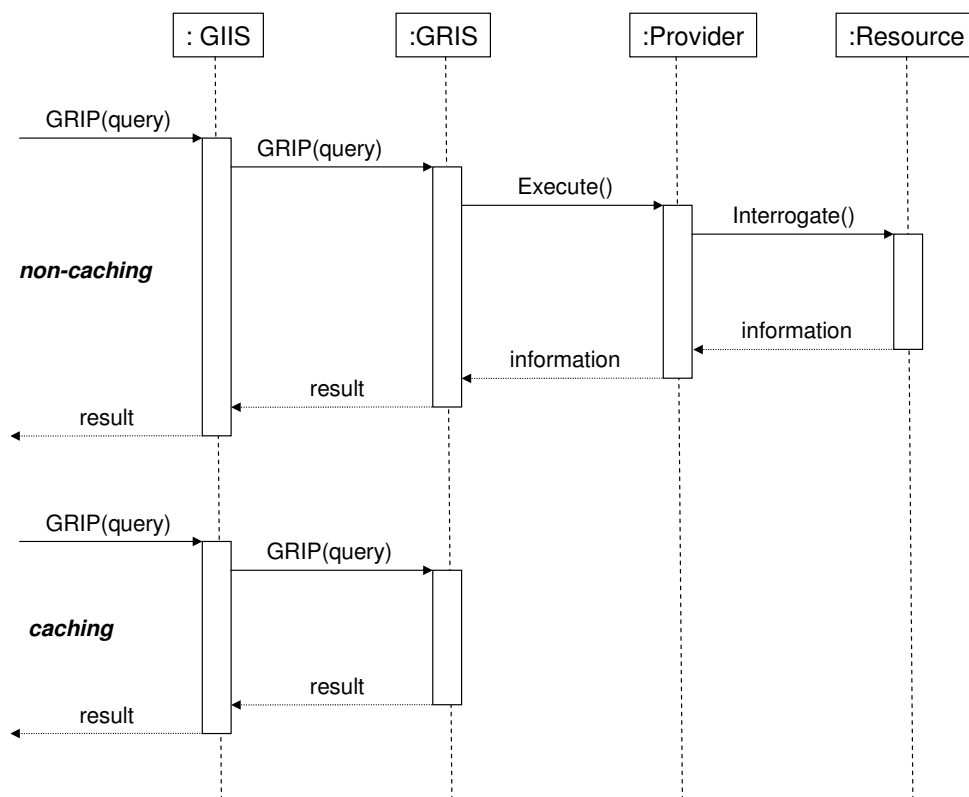 : GIIS
:GRIS
:Provider
:Resource
GRIP(query)
GRIP(query)
Execute()
Interrogate()
non-caching
information
information
result
result
GRIP(query)
GRIP(query)
caching
result
result